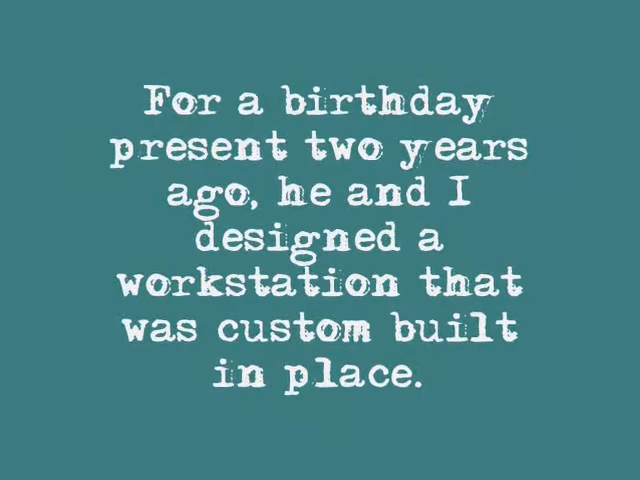 For a birthday
present two years
ago, he and I
designed a
workstation that
was custom built
in place.